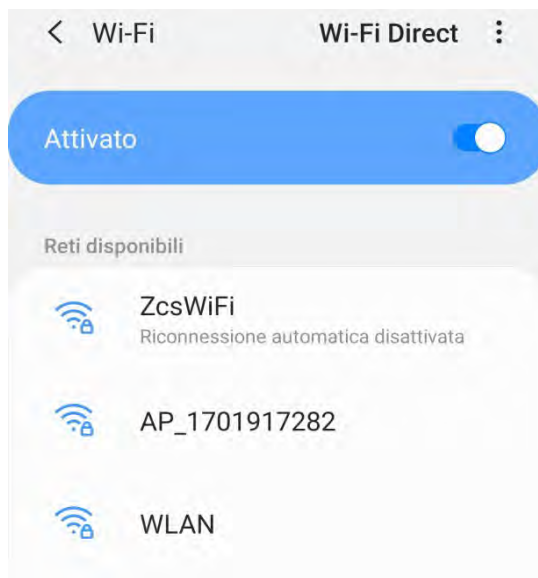 Wi-Fi Wi-Fi Direct
Attivato
Reti disponibili
ZcsWiFi
Riconnessione automatica disattivata
AP_1701917282
WLAN